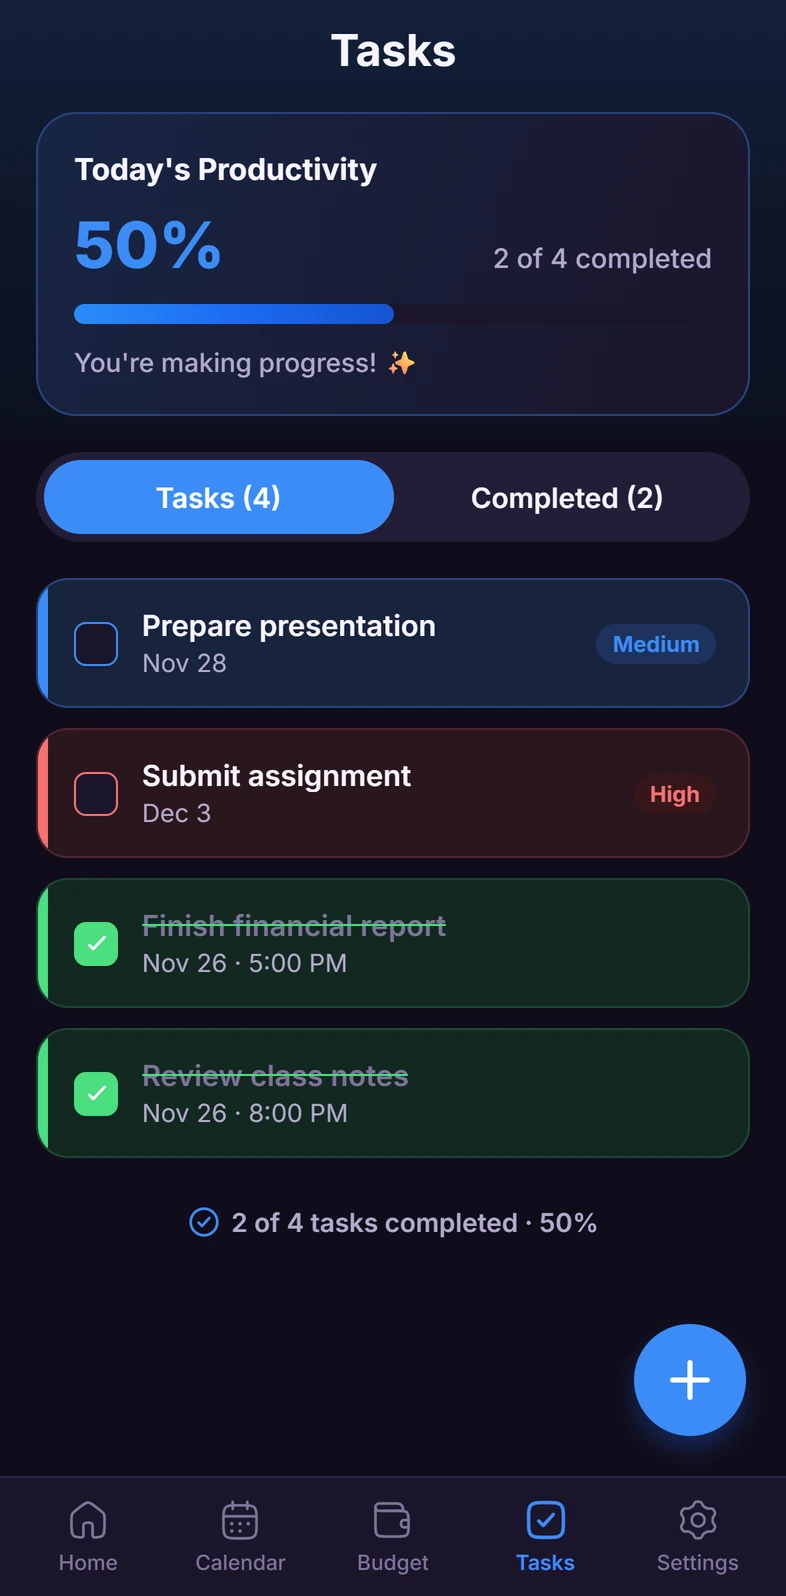 Tasks
Today's Productivity
50%
2 of 4 completed
You're making progress! ✨
Tasks (4)
Completed (2)
Prepare presentation
Nov 28
Medium
Submit assignment
Dec 3
High
Finish financial report
Nov 26 · 5:00 PM
Review class notes
Nov 26 · 8:00 PM
2 of 4 tasks completed · 50%
Home
Calendar
Budget
Tasks
Settings